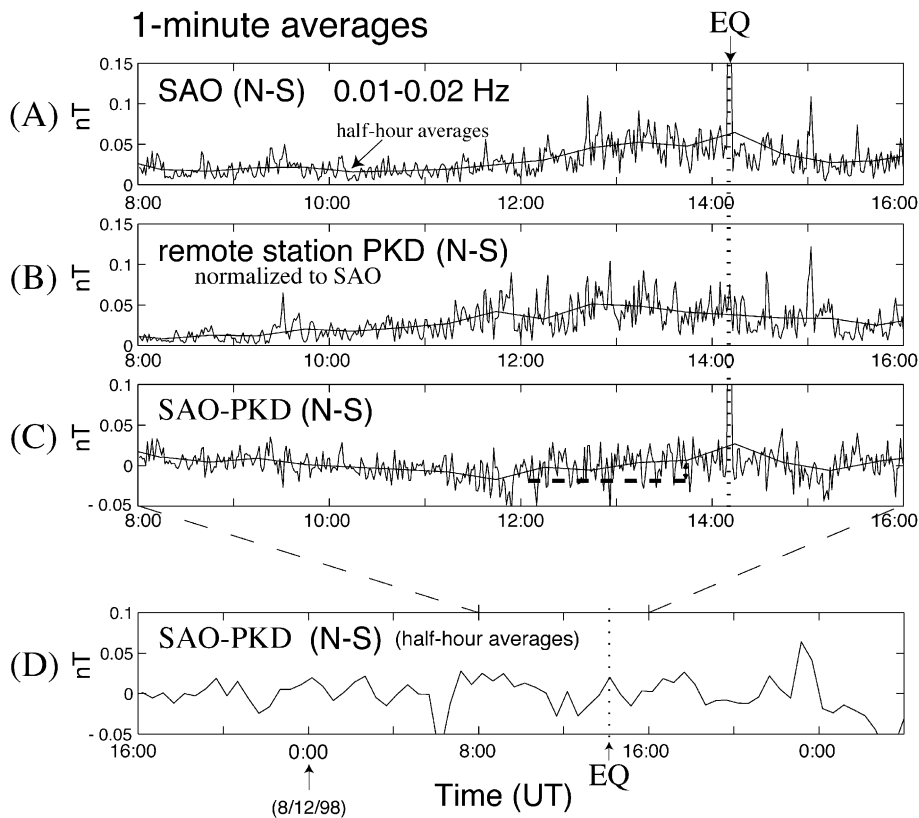 1-minute averages
EQ
(A)
nT
0.15
0.1
0.05
0
SAO (N-S) 0.01-0.02 Hz
half-hour averages
8:00 10:00 12:00 14:00 16:00
(B)
nT
0.15
0.1
0.05
0
remote station PKD (N-S)
normalized to SAO
8:00 10:00 12:00 14:00 16:00
(C)
nT
0.1
0.05
0
- 0.05
SAO-PKD (N-S)
8:00 10:00 12:00 14:00 16:00
(D)
nT
0.1
0.05
0
- 0.05
SAO-PKD (N-S) (half-hour averages)
16:00 0:00 8:00 16:00 0:00
EQ
(8/12/98)
Time (UT)